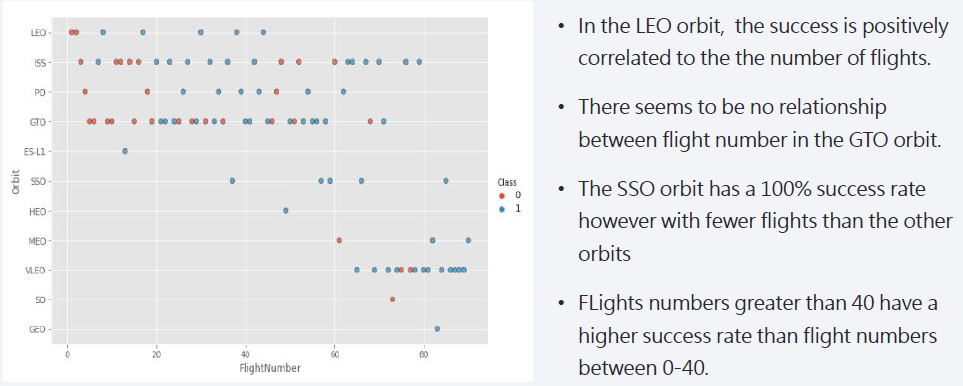 LEO
ISS
PO
GTO
ES-L1
SSO
HEO
MEO
VLEO
SO
GEO
Orbit
0 20 40 60 80
FlightNumber
Class
0
1
• In the LEO orbit, the success is positively
correlated to the the number of flights.
• There seems to be no relationship
between flight number in the GTO orbit.
• The SSO orbit has a 100% success rate
however with fewer flights than the other
orbits
• FLights numbers greater than 40 have a
higher success rate than flight numbers
between 0-40.